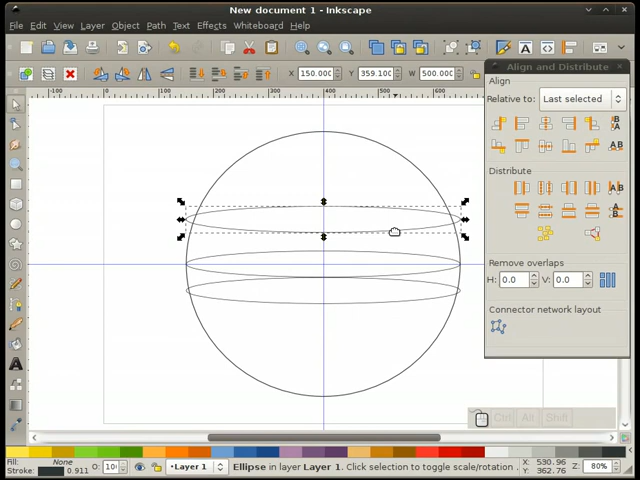 New document 1 - Inkscape
File Edit View Layer Object Path Text Effects Whiteboard Help
X 150.000 Y 359.100 W 500.000
Align and Distribute
Align
Relative to: Last selected
Distribute
Remove overlaps
H: 0.0 V: 0.0
Connector network layout
-100 0 100 200 300 400 500 600
Ctrl Alt Shift
Fill: None
Stroke: 0.911
O: 10
•Layer 1
Ellipse in layer Layer 1. Click selection to toggle scale/rotation
X: 530.96
Y: 362.76
Z: 80%